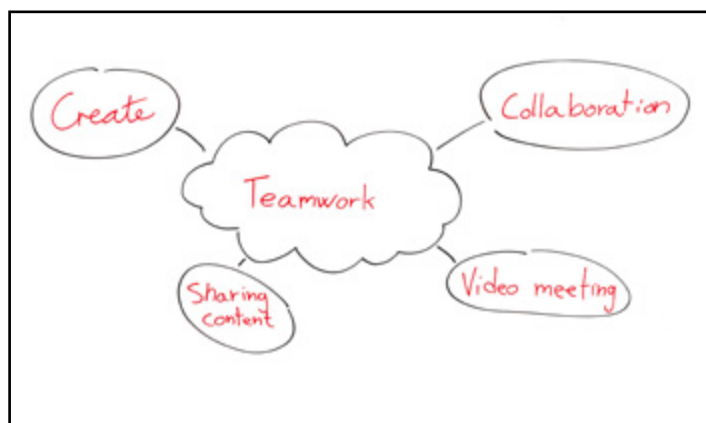 Create
Collaboration
Teamwork
Sharing
content
Video meeting